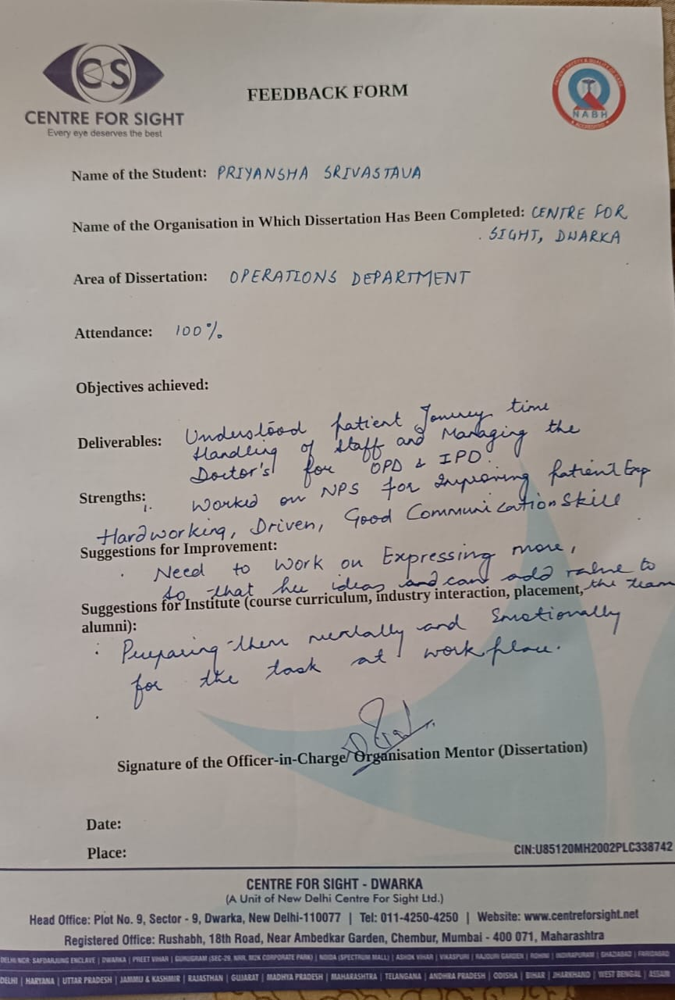 CS
CENTRE FOR SIGHT
Every eye deserves the best
FEEDBACK FORM
PATIENT SAFETY & QUALITY OF CARE
NABH
ACCREDITED
Name of the Student: PRIYANSHA SRIVASTAVA
Name of the Organisation in Which Dissertation Has Been Completed: CENTRE FOR
SIGHT, DWARKA
Area of Dissertation: OPERATIONS DEPARTMENT
Attendance: 100%
Objectives achieved:
Deliverables: Understood patient Journey time
Handling of staff and Managing the
Doctor's for OPD & IPD.
Strengths: Worked on NPS for Improving patient Exp
1. Hardworking, Driven, Good Communication Skill
Suggestions for Improvement:
. Need to work on Expressing more,
so that her ideas and can add value to
the team
Suggestions for Institute (course curriculum, industry interaction, placement,
alumni):
. Preparing them mentally and Emotionally
for the task at workplace.
Signature of the Officer-in-Charge/ Organisation Mentor (Dissertation)
Date:
Place:
CIN:U85120MH2002PLC338742
CENTRE FOR SIGHT - DWARKA
(A Unit of New Delhi Centre For Sight Ltd.)
Head Office: Plot No. 9, Sector - 9, Dwarka, New Delhi-110077 | Tel: 011-4250-4250 | Website: www.centreforsight.net
Registered Office: Rushabh, 18th Road, Near Ambedkar Garden, Chembur, Mumbai - 400 071, Maharashtra
DELHI NCR: SAFDARJUNG ENCLAVE | DWARKA | PREET VIHAR | GURUGRAM (SEC-29, NRR, M2K CORPORATE PARK) | NOIDA (SPECTRUM MALL) | ASHOK VIHAR | VIKASPURI | RAJOURI GARDEN | ROHINI | INDIRAPURAM | GHAZIABAD | FARIDABAD
DELHI | HARYANA | UTTAR PRADESH | JAMMU & KASHMIR | RAJASTHAN | GUJARAT | MADHYA PRADESH | MAHARASHTRA | TELANGANA | ANDHRA PRADESH | ODISHA | BIHAR | JHARKHAND | WEST BENGAL | ASSAM